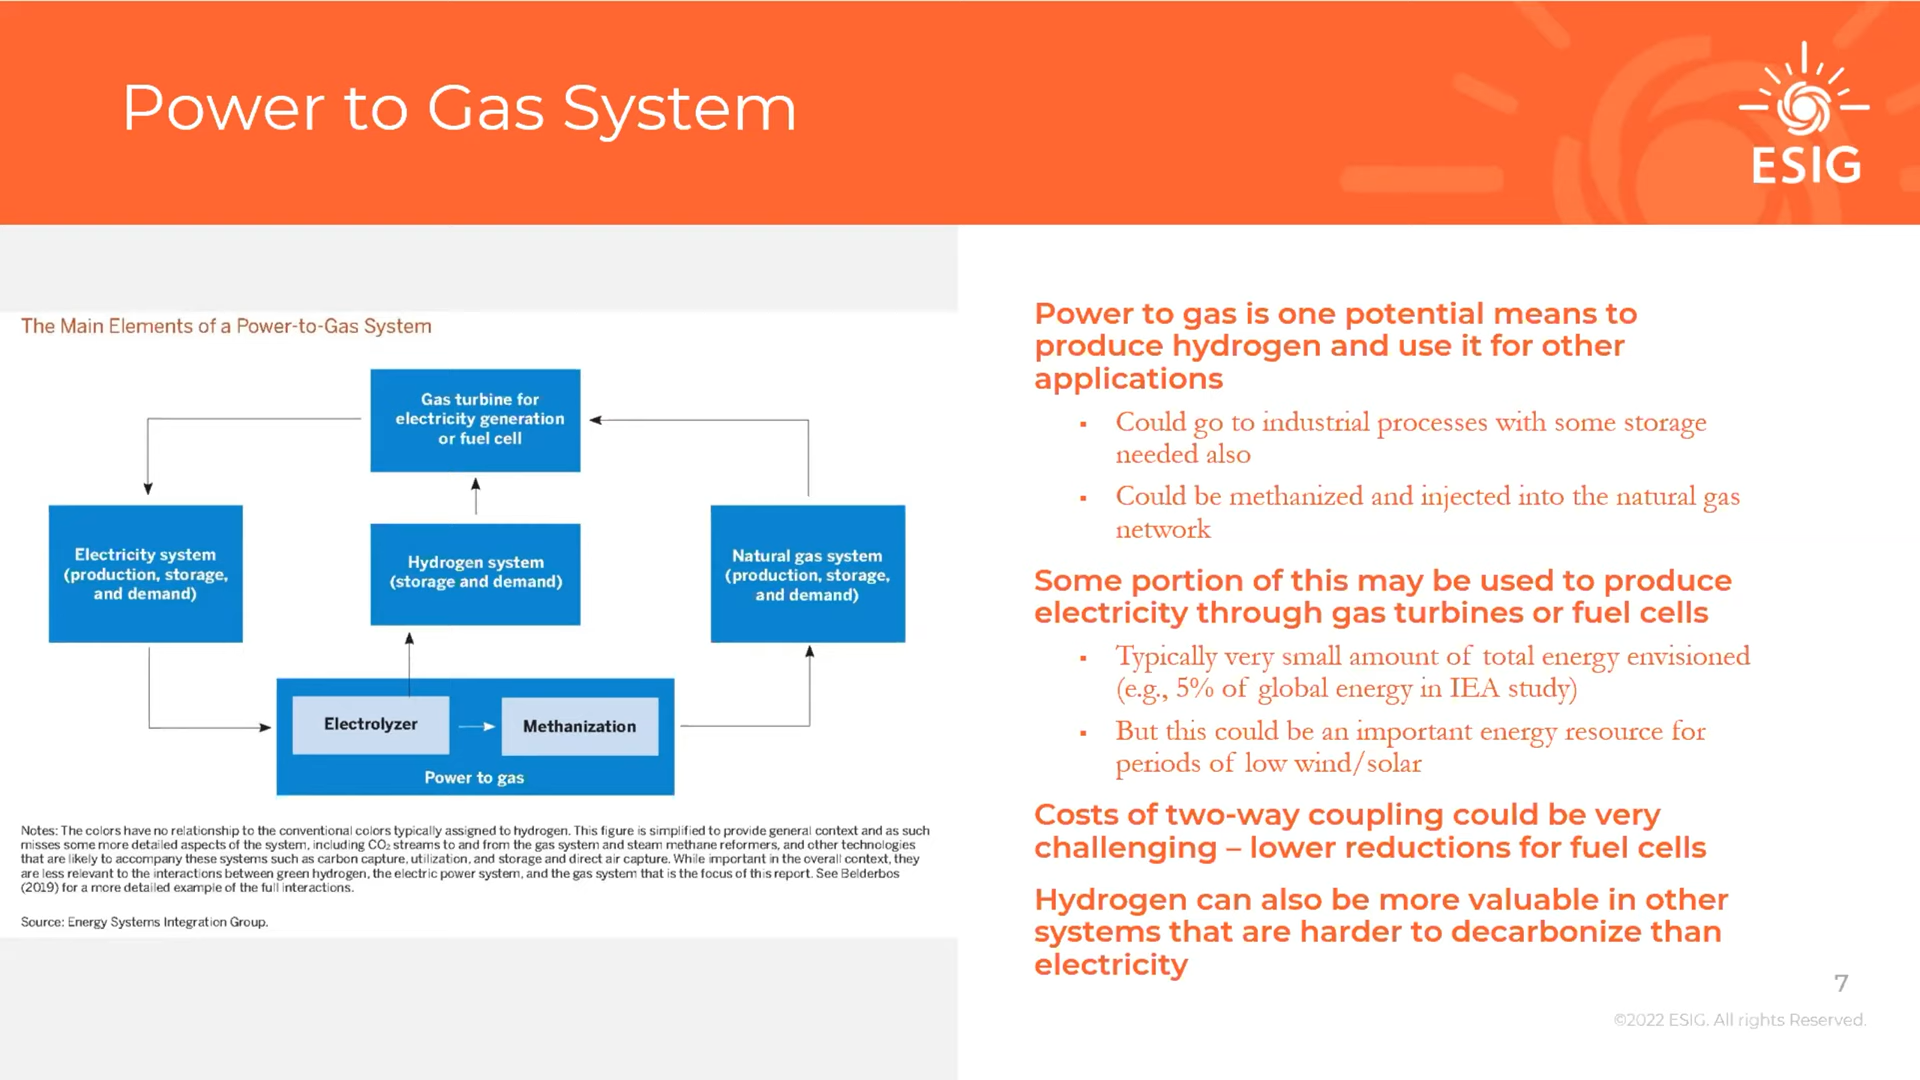 Power to Gas System
ESIG
The Main Elements of a Power-to-Gas System
Gas turbine for
electricity generation
or fuel cell
Electricity system
(production, storage,
and demand)
Hydrogen system
(storage and demand)
Natural gas system
(production, storage,
and demand)
Electrolyzer
Methanization
Power to gas
Notes: The colors have no relationship to the conventional colors typically assigned to hydrogen. This figure is simplified to provide general context and as such
misses some more detailed aspects of the system, including CO₂ streams to and from the gas system and steam methane reformers, and other technologies
that are likely to accompany these systems such as carbon capture, utilization, and storage and direct air capture. While important in the overall context, they
are less relevant to the interactions between green hydrogen, the electric power system, and the gas system that is the focus of this report. See Belderbos
(2019) for a more detailed example of the full interactions.
Source: Energy Systems Integration Group.
Power to gas is one potential means to
produce hydrogen and use it for other
applications
▪ Could go to industrial processes with some storage
needed also
▪ Could be methanized and injected into the natural gas
network
Some portion of this may be used to produce
electricity through gas turbines or fuel cells
▪ Typically very small amount of total energy envisioned
(e.g., 5% of global energy in IEA study)
▪ But this could be an important energy resource for
periods of low wind/solar
Costs of two-way coupling could be very
challenging – lower reductions for fuel cells
Hydrogen can also be more valuable in other
systems that are harder to decarbonize than
electricity
7
©2022 ESIG. All rights Reserved.